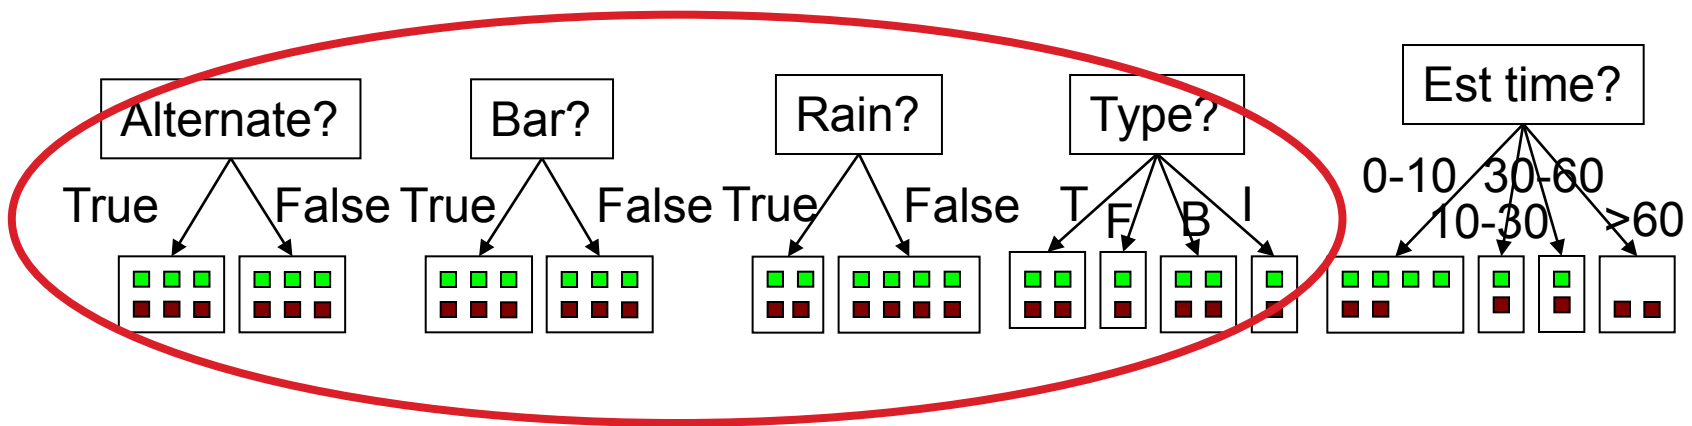 Alternate?
Bar?
Rain?
Type?
Est time?
True
False
True
False
True
False
T
F
B
I
0-10
10-30
30-60
>60